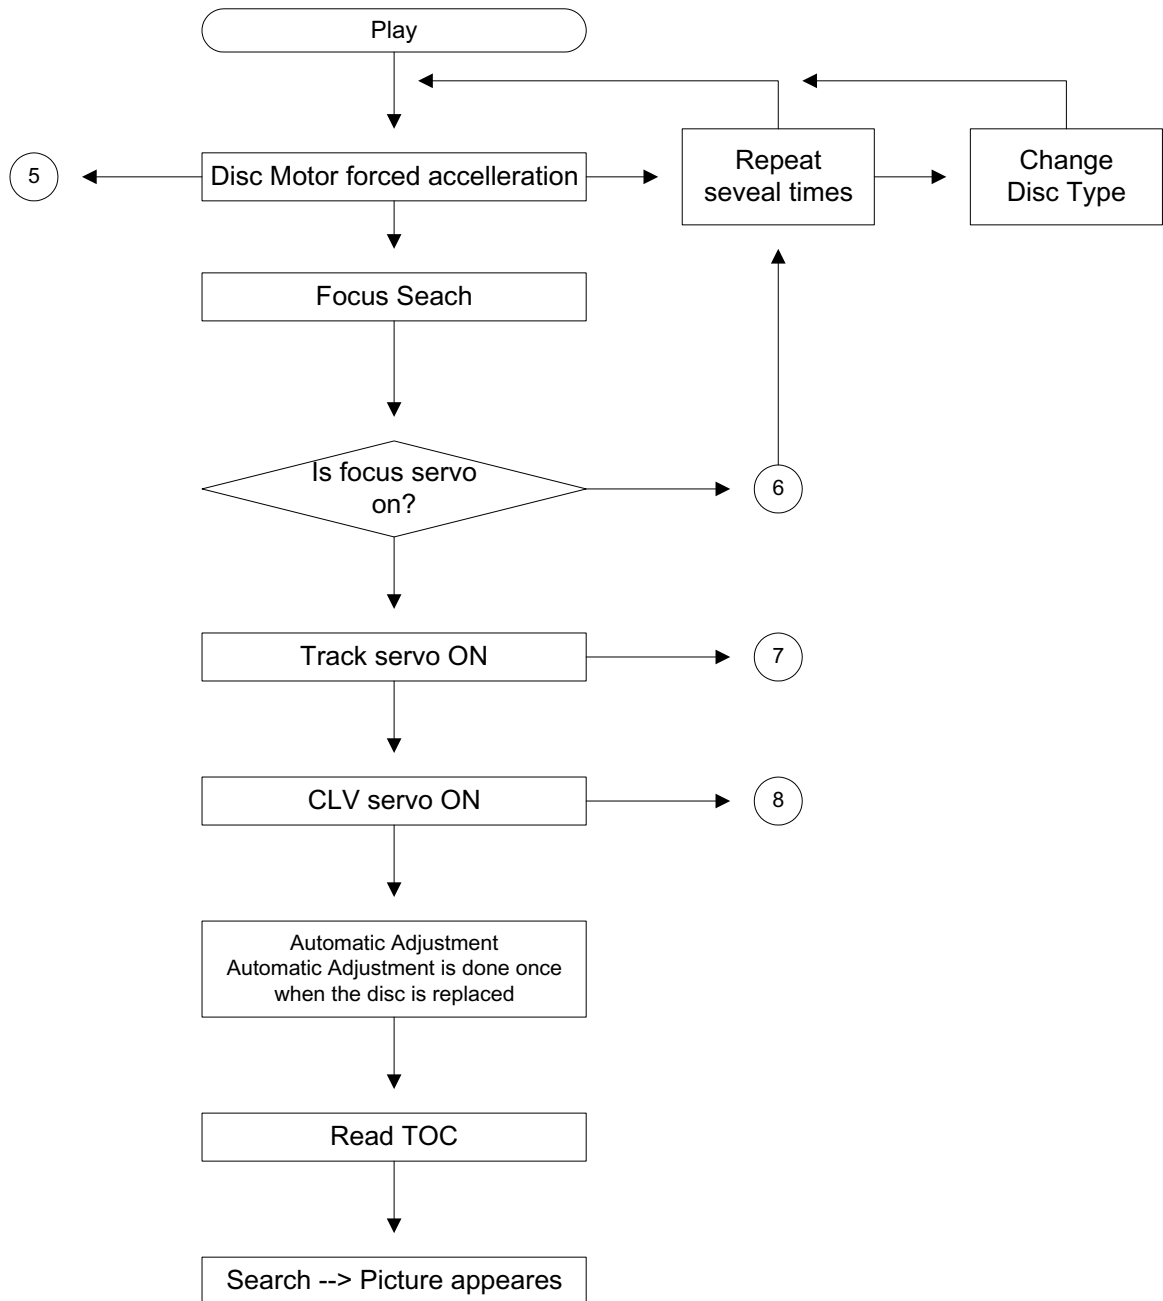 Play
5
Disc Motor forced accelleration
Repeat
seveal times
Change
Disc Type
Focus Seach
Is focus servo
on?
6
Track servo ON
7
CLV servo ON
8
Automatic Adjustment
Automatic Adjustment is done once
when the disc is replaced
Read TOC
Search --> Picture appeares